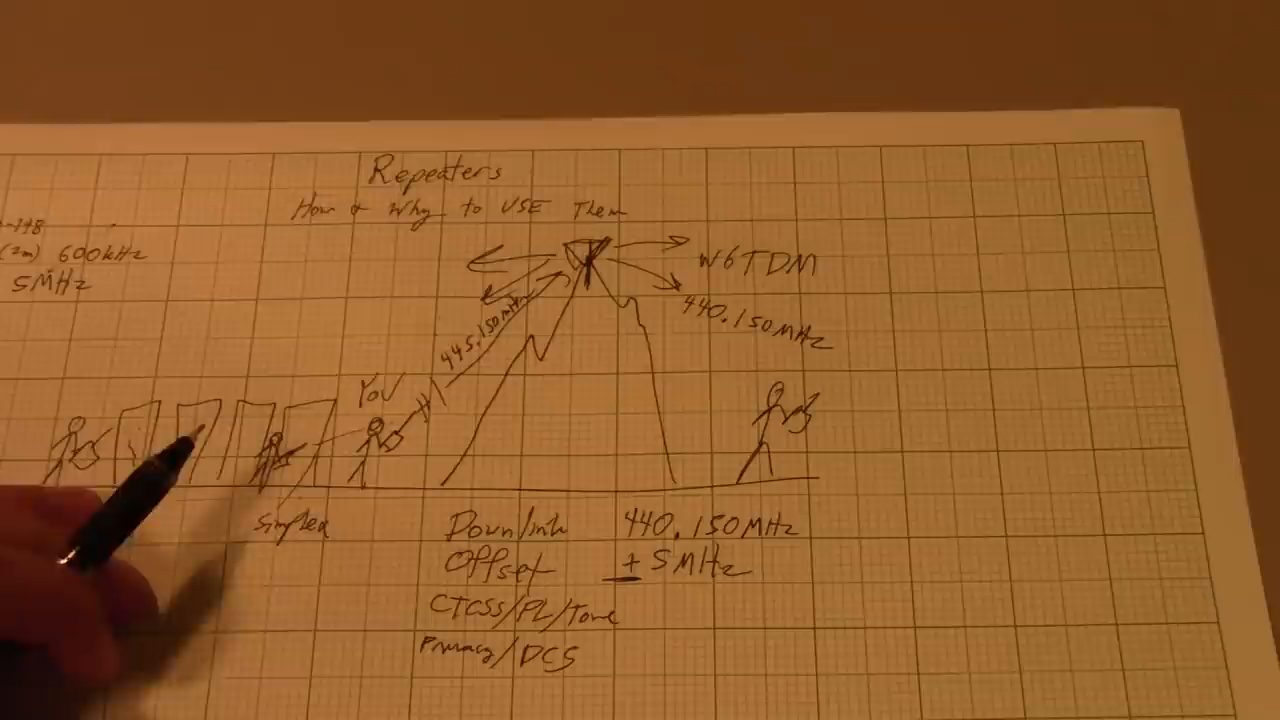 Repeaters
How & Why to USE Them
-148
(2m) 600kHz
5MHz
W6TDM
440.150MHz
445.150MHz
YOU
Simplex
Downlink 440.150MHz
Offset + 5MHz
CTCSS/PL/Tone
Privacy/DCS